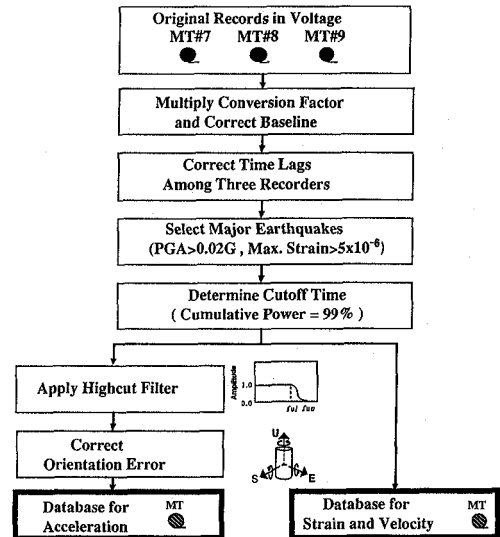 Original Records in Voltage
MT#7 MT#8 MT#9
Multiply Conversion Factor
and Correct Baseline
Correct Time Lags
Among Three Recorders
Select Major Earthquakes
(PGA>0.02G , Max. Strain>5x10⁻⁶)
Determine Cutoff Time
( Cumulative Power = 99% )
Apply Highcut Filter
Amplitude
1.0
0.0
ful fuu
Correct
Orientation Error
U
S E
Database for
Acceleration
MT
Database for
Strain and Velocity
MT